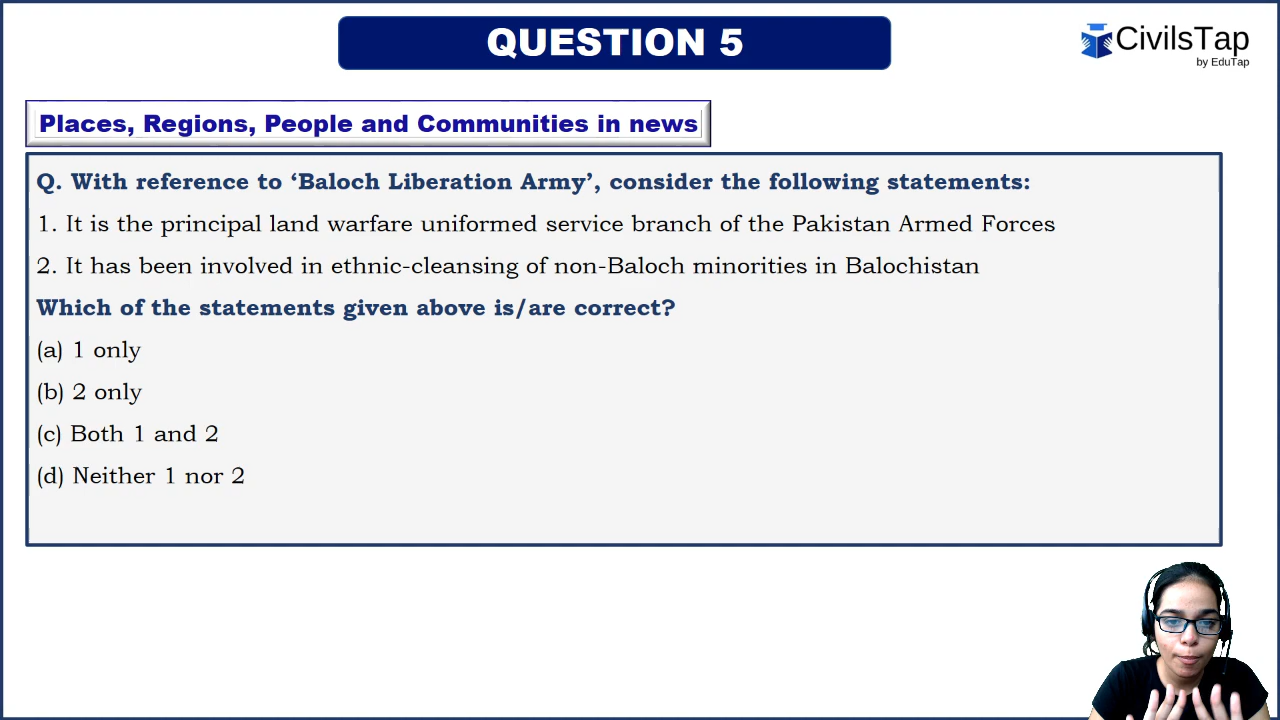 QUESTION 5
CivilsTap
by EduTap
Places, Regions, People and Communities in news
Q. With reference to ‘Baloch Liberation Army’, consider the following statements:
1. It is the principal land warfare uniformed service branch of the Pakistan Armed Forces
2. It has been involved in ethnic-cleansing of non-Baloch minorities in Balochistan
Which of the statements given above is/are correct?
(a) 1 only
(b) 2 only
(c) Both 1 and 2
(d) Neither 1 nor 2